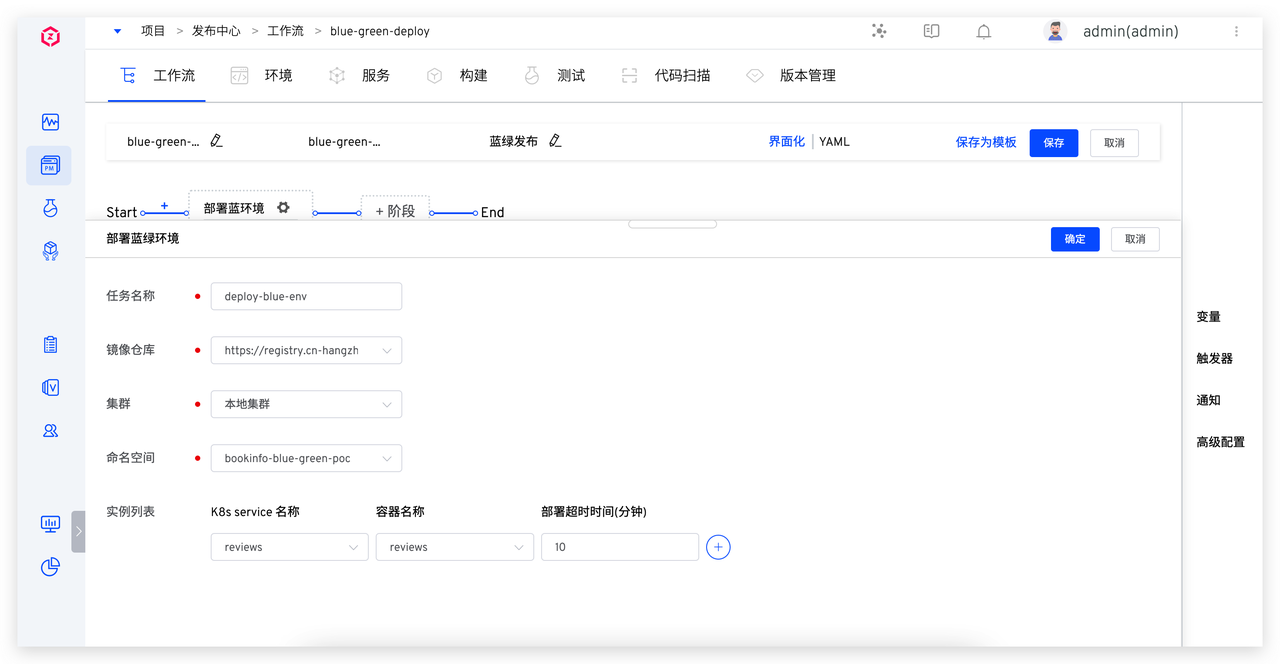 项目 > 发布中心 > 工作流 > blue-green-deploy
admin(admin)
工作流 环境 服务 构建 测试 代码扫描 版本管理
blue-green-... blue-green-... 蓝绿发布 界面化 | YAML 保存为模板 保存 取消
Start + 部署蓝环境 + 阶段 End
部署蓝绿环境 确定 取消
任务名称 deploy-blue-env
镜像仓库 https://registry.cn-hangzh
集群 本地集群
命名空间 bookinfo-blue-green-poc
实例列表 K8s service 名称 容器名称 部署超时时间(分钟)
reviews reviews 10
变量
触发器
通知
高级配置
PM
V